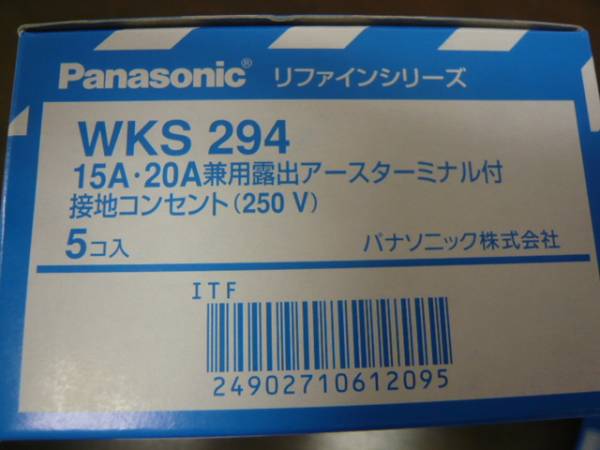 Panasonic® リファインシリーズ
WKS 294
15A・20A兼用露出アースターミナル付
接地コンセント(250 V)
5コ入 パナソニック株式会社
ITF
24902710612095